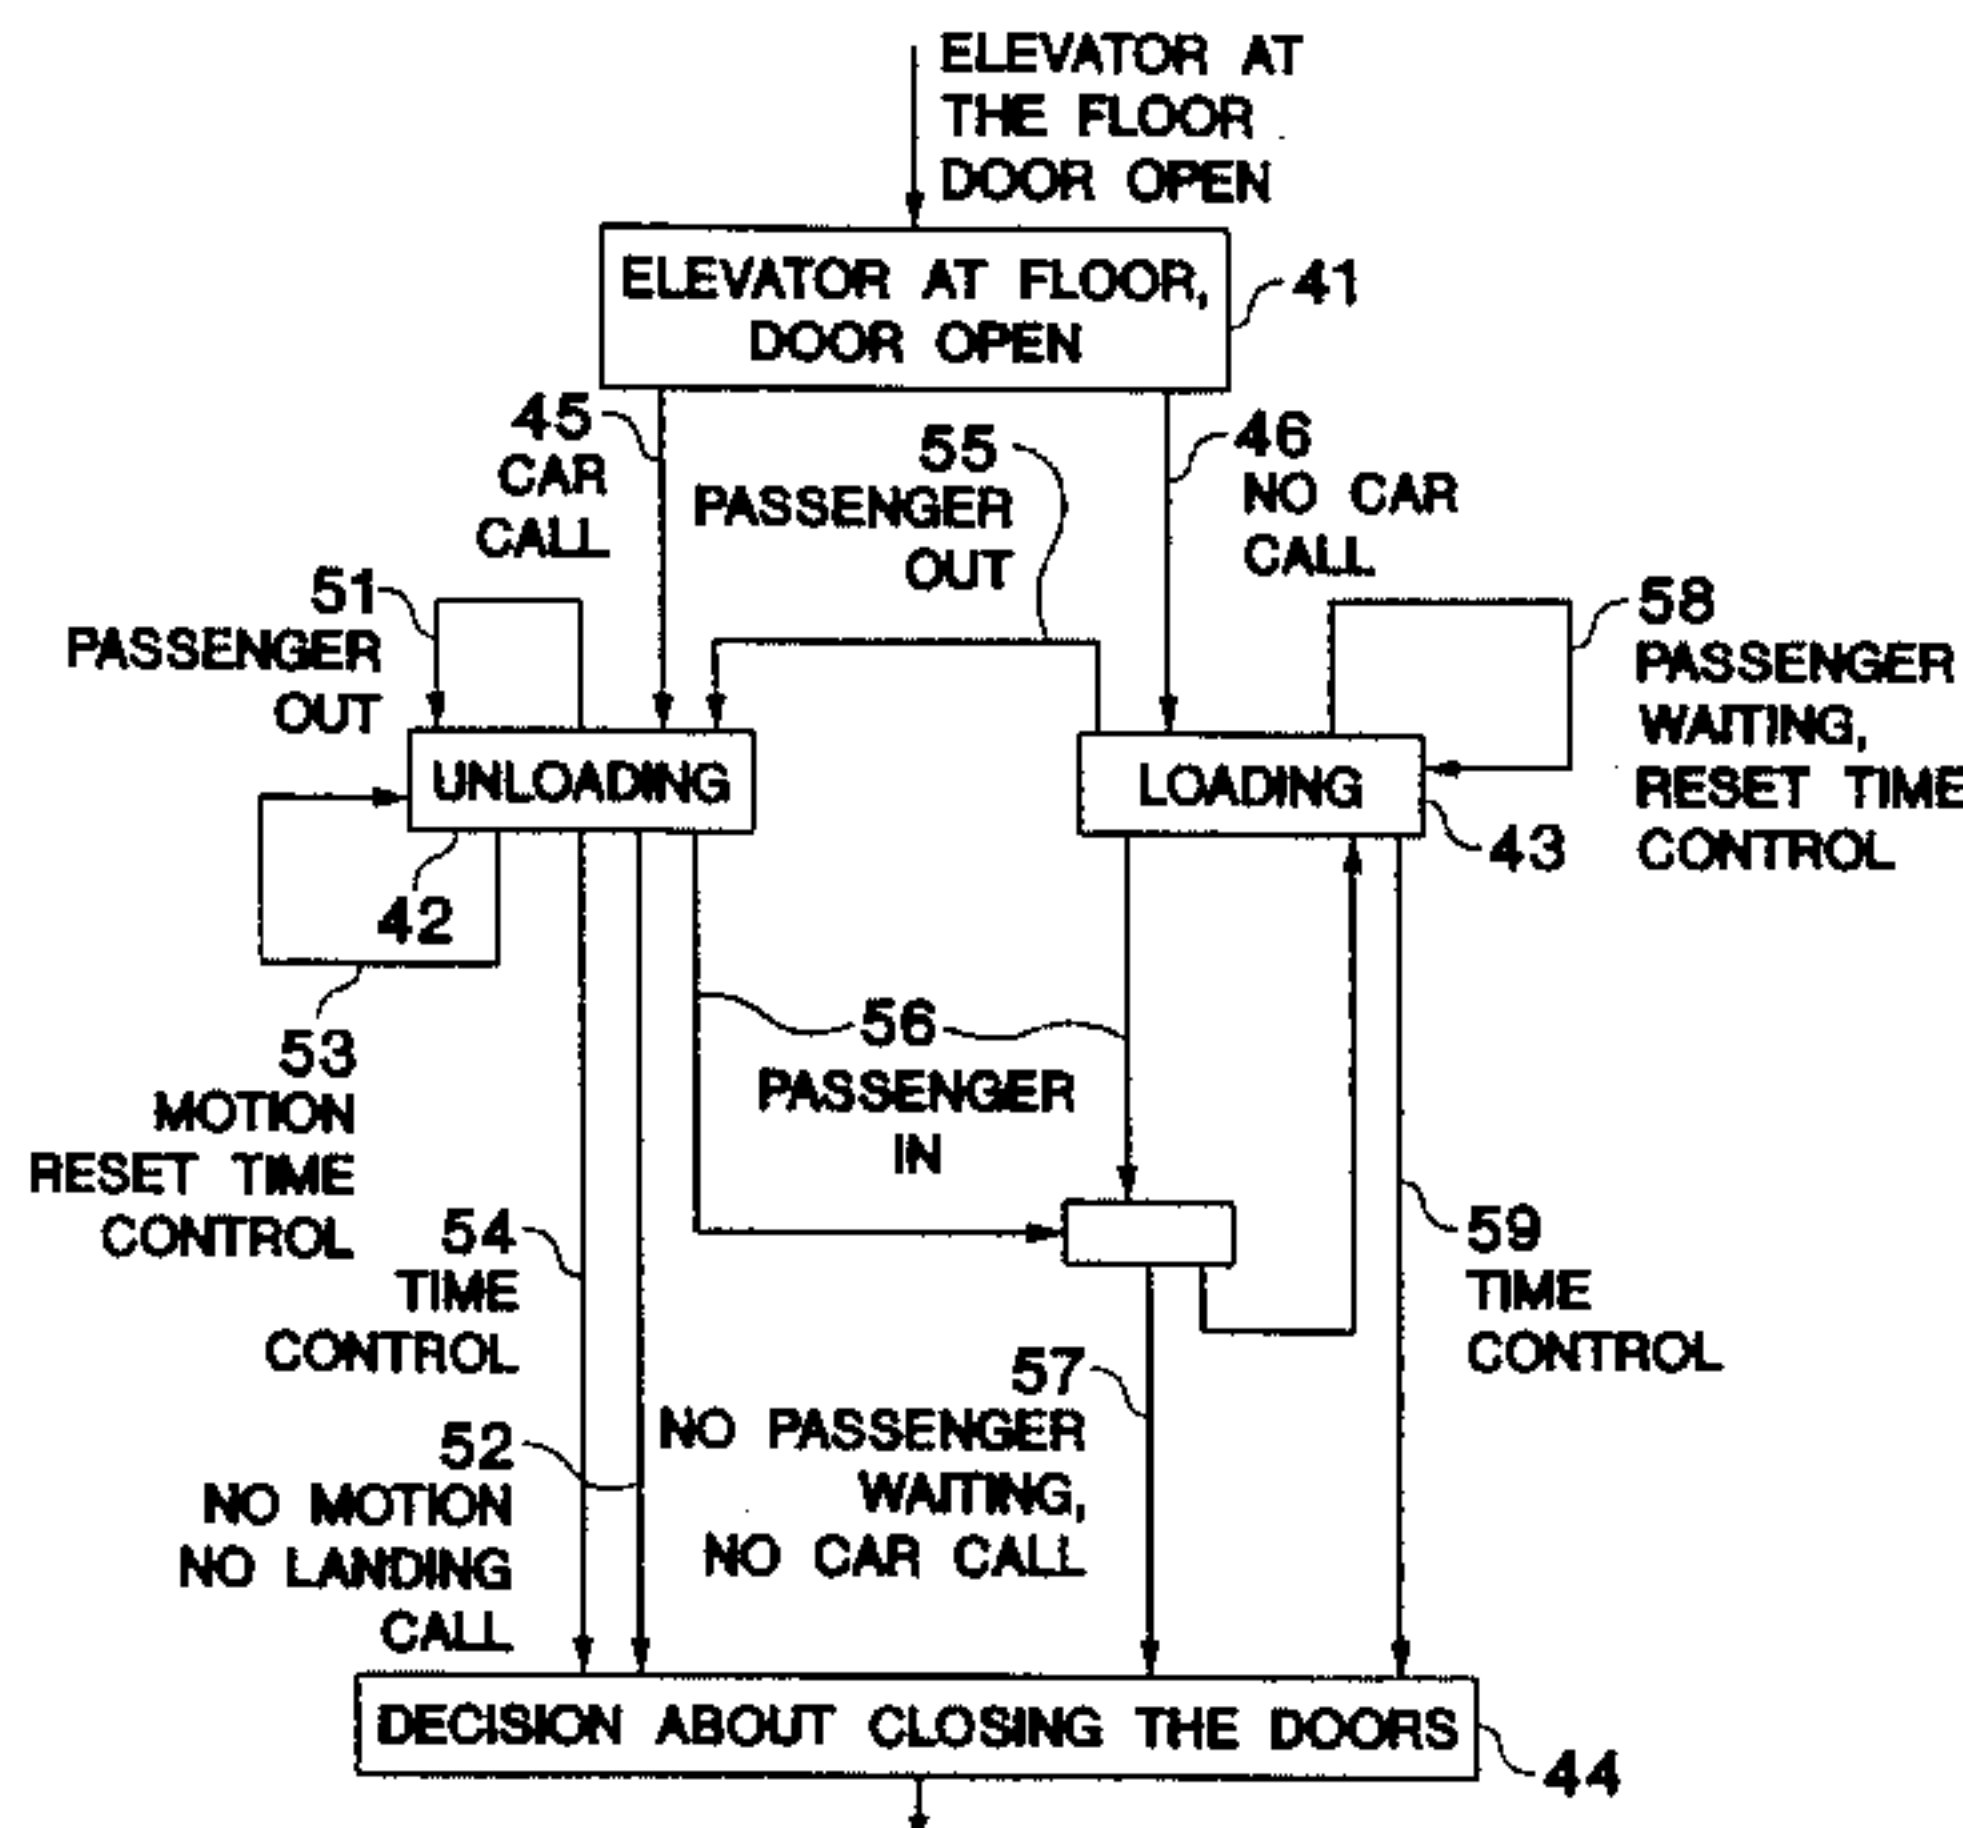 ELEVATOR AT
THE FLOOR
DOOR OPEN
ELEVATOR AT FLOOR,
DOOR OPEN
41
45
CAR
CALL
55
PASSENGER
OUT
46
NO CAR
CALL
51
PASSENGER
OUT
58
PASSENGER
WAITING,
RESET TIME
CONTROL
UNLOADING
LOADING
42
43
53
MOTION
RESET TIME
CONTROL
56
PASSENGER
IN
54
TIME
CONTROL
59
TIME
CONTROL
57
NO PASSENGER
WAITING,
NO CAR CALL
52
NO MOTION
NO LANDING
CALL
DECISION ABOUT CLOSING THE DOORS
44